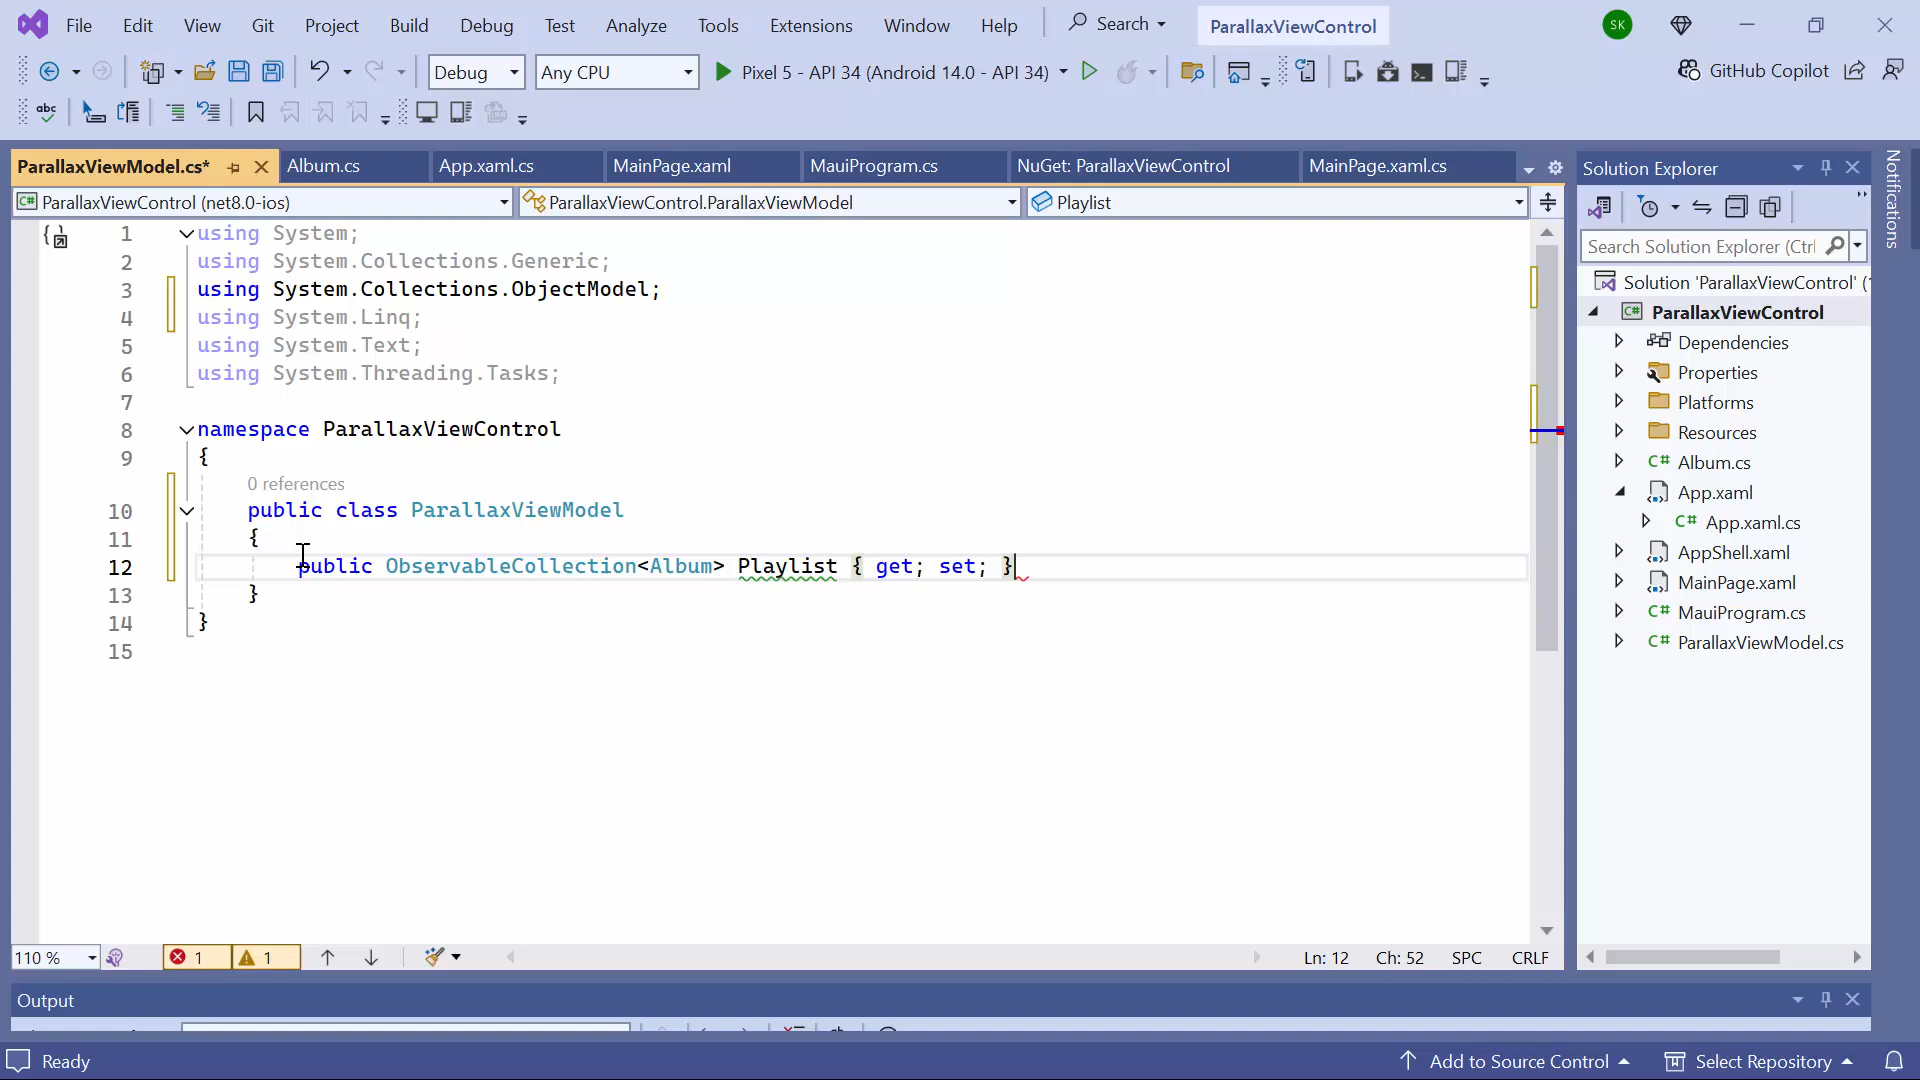 File Edit View Git Project Build Debug Test Analyze Tools Extensions Window Help Search ParallaxViewControl SK
Debug Any CPU Pixel 5 - API 34 (Android 14.0 - API 34) GitHub Copilot
abc
ParallaxViewModel.cs* Album.cs App.xaml.cs MainPage.xaml MauiProgram.cs NuGet: ParallaxViewControl MainPage.xaml.cs
ParallaxViewControl (net8.0-ios) ParallaxViewControl.ParallaxViewModel Playlist
1 using System;
2 using System.Collections.Generic;
3 using System.Collections.ObjectModel;
4 using System.Linq;
5 using System.Text;
6 using System.Threading.Tasks;
7
8 namespace ParallaxViewControl
9 {
0 references
10 public class ParallaxViewModel
11 {
12 public ObservableCollection<Album> Playlist { get; set; }
13 }
14 }
15
110 % 1 1 Ln: 12 Ch: 52 SPC CRLF
Solution Explorer
Search Solution Explorer (Ctrl
Solution 'ParallaxViewControl' (
C# ParallaxViewControl
Dependencies
Properties
Platforms
Resources
C# Album.cs
App.xaml
C# App.xaml.cs
AppShell.xaml
MainPage.xaml
C# MauiProgram.cs
C# ParallaxViewModel.cs
Notifications
Output
Ready Add to Source Control Select Repository